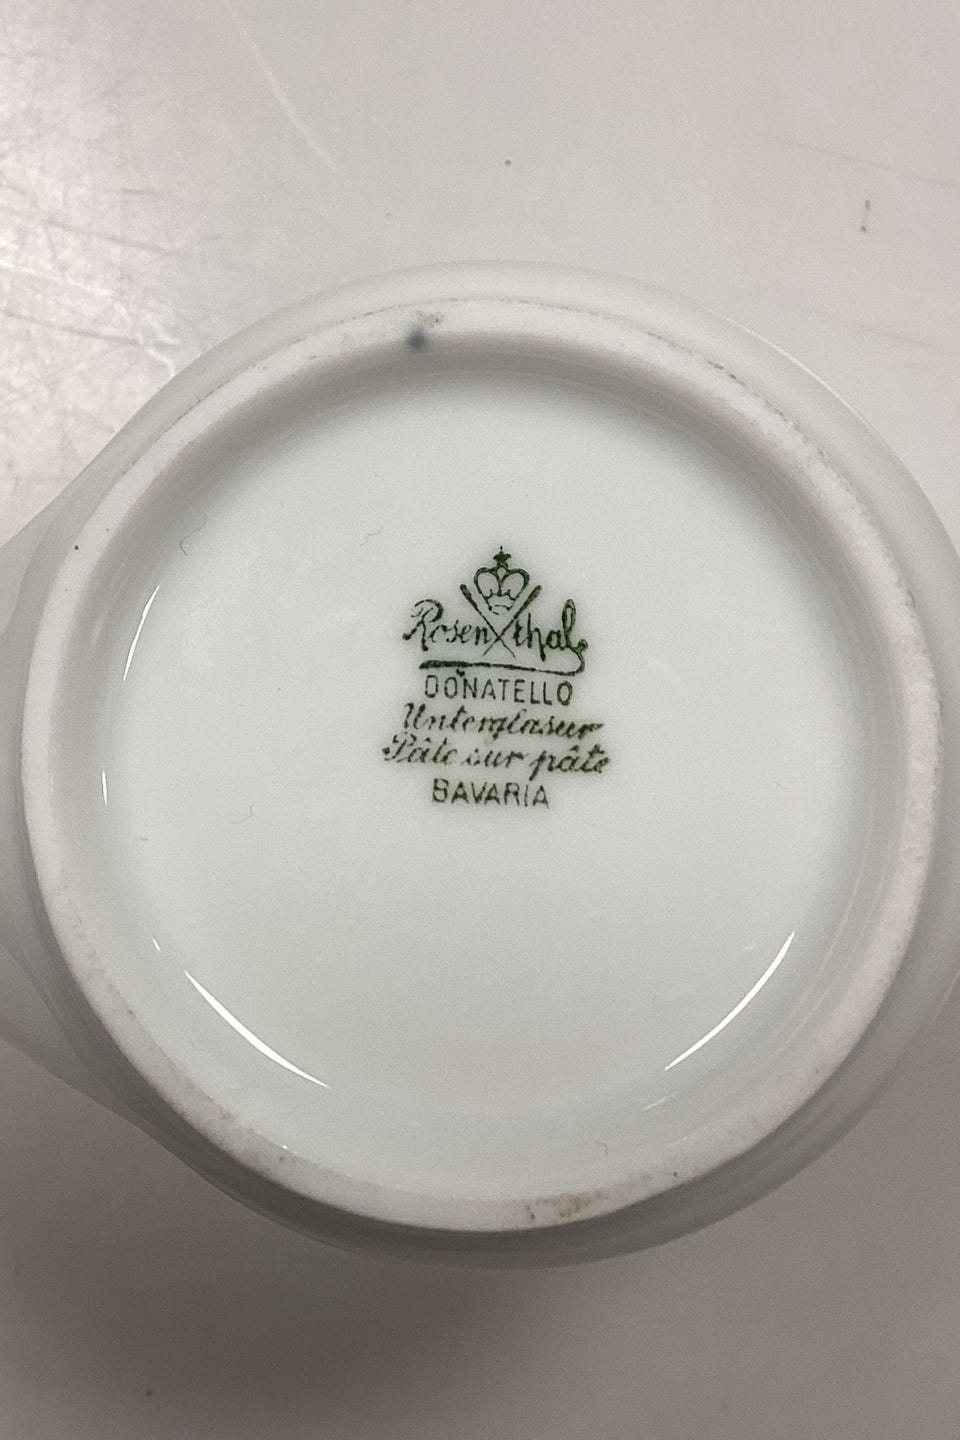 Rosenthal
DONATELLO
Unterglasur
Pâte sur pâte
BAVARIA